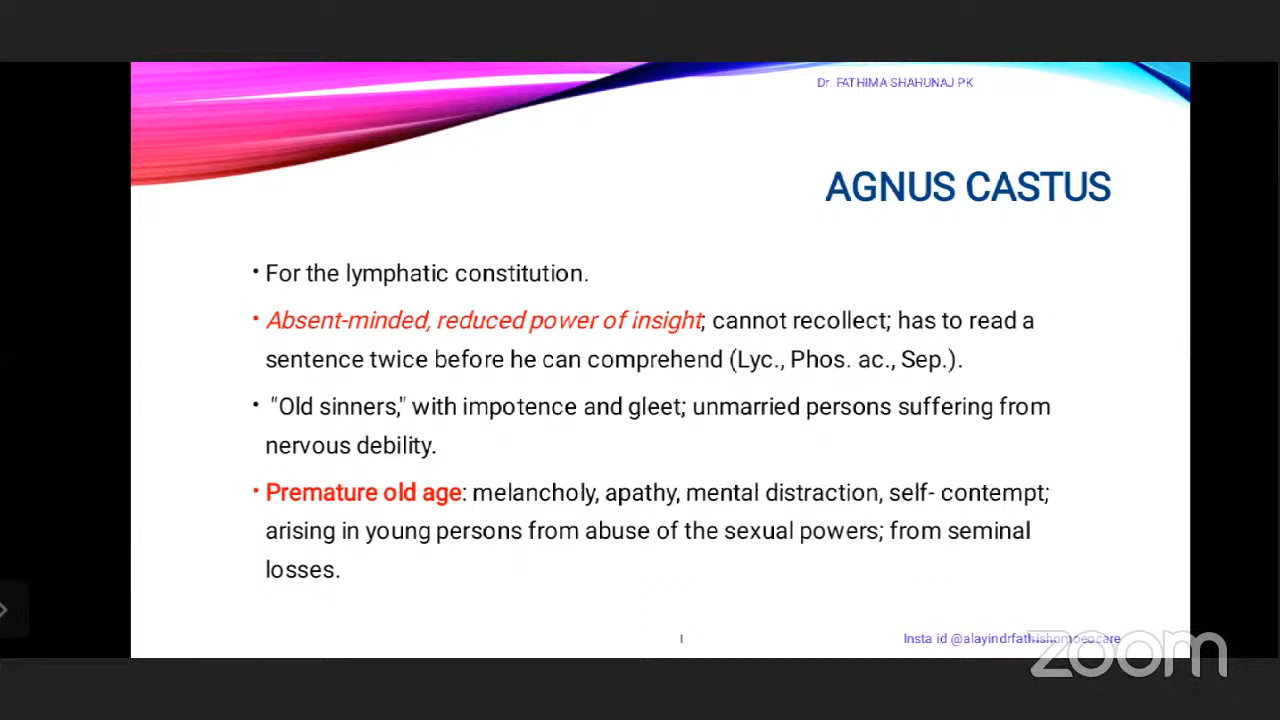 Dr FATHIMA SHAHUNAJ PK
AGNUS CASTUS
• For the lymphatic constitution.
• Absent-minded, reduced power of insight; cannot recollect; has to read a
sentence twice before he can comprehend (Lyc., Phos. ac., Sep.).
• "Old sinners," with impotence and gleet; unmarried persons suffering from
nervous debility.
• Premature old age: melancholy, apathy, mental distraction, self- contempt;
arising in young persons from abuse of the sexual powers; from seminal
losses.
Insta id @alayindrfathishomoeocare
zoom